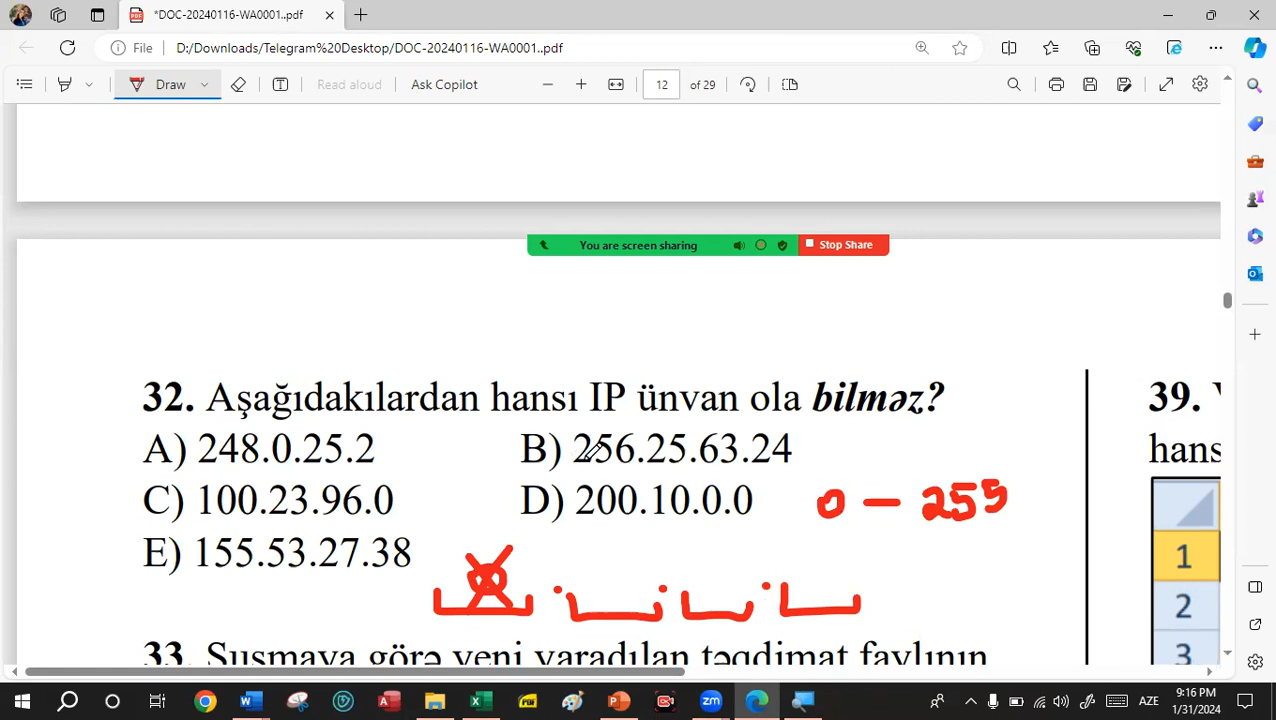 *DOC-20240116-WA0001..pdf
File D:/Downloads/Telegram%20Desktop/DOC-20240116-WA0001..pdf
Draw Read aloud Ask Copilot 12 of 29
You are screen sharing Stop Share
32. Aşağıdakılardan hansı IP ünvan ola bilməz?
A) 248.0.25.2 B) 256.25.63.24
C) 100.23.96.0 D) 200.10.0.0 0 - 255
E) 155.53.27.38
0
33. Susmaya görə yeni yaradılan təqdimat faylının
39.
hans
1
2
3
AZE
9:16 PM
1/31/2024